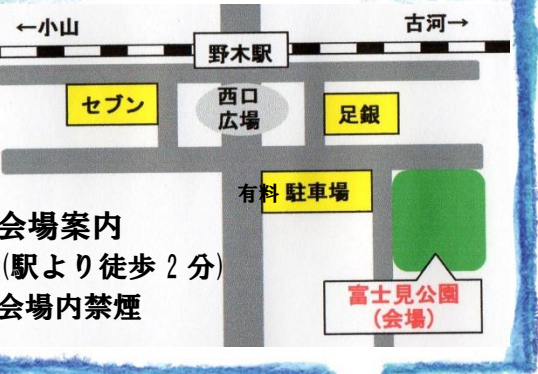 ←小山
古河→
野木駅
セブン
西口
広場
足銀
有料 駐車場
会場案内
(駅より徒歩 2 分)
会場内禁煙
富士見公園
(会場)